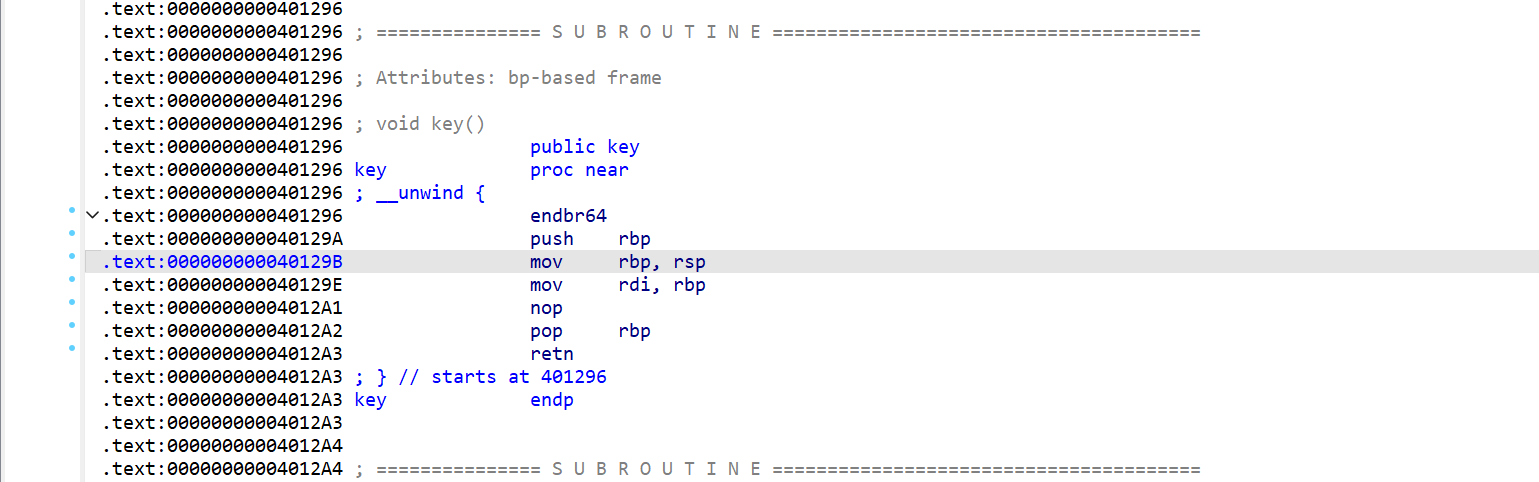 .text:0000000000401296
.text:0000000000401296 ; =============== S U B R O U T I N E =======================================
.text:0000000000401296
.text:0000000000401296 ; Attributes: bp-based frame
.text:0000000000401296
.text:0000000000401296 ; void key()
.text:0000000000401296                 public key
.text:0000000000401296 key             proc near
.text:0000000000401296 ; __unwind {
.text:0000000000401296                 endbr64
.text:000000000040129A                 push    rbp
.text:000000000040129B                 mov     rbp, rsp
.text:000000000040129E                 mov     rdi, rbp
.text:00000000004012A1                 nop
.text:00000000004012A2                 pop     rbp
.text:00000000004012A3                 retn
.text:00000000004012A3 ; } // starts at 401296
.text:00000000004012A3 key             endp
.text:00000000004012A3
.text:00000000004012A4
.text:00000000004012A4 ; =============== S U B R O U T I N E =======================================